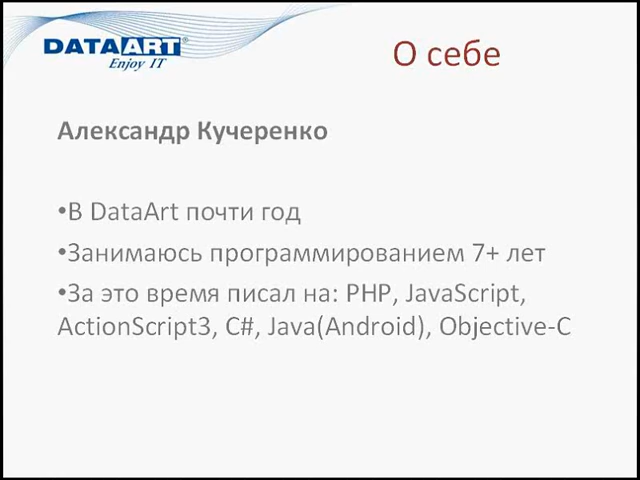 DATAART®
Enjoy IT
О себе
Александр Кучеренко
•В DataArt почти год
•Занимаюсь программированием 7+ лет
•За это время писал на: PHP, JavaScript,
ActionScript3, C#, Java(Android), Objective-C